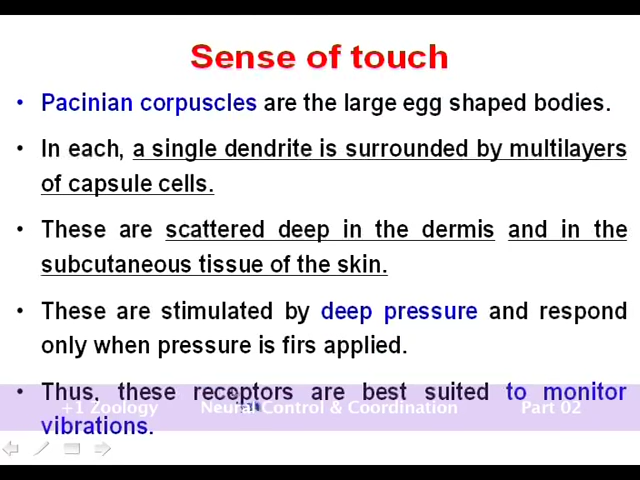 Sense of touch
• Pacinian corpuscles are the large egg shaped bodies.
• In each, a single dendrite is surrounded by multilayers
of capsule cells.
• These are scattered deep in the dermis and in the
subcutaneous tissue of the skin.
• These are stimulated by deep pressure and respond
only when pressure is firs applied.
• Thus, these receptors are best suited to monitor
+1 Zoology Neural Control & Coordination Part 02
vibrations.